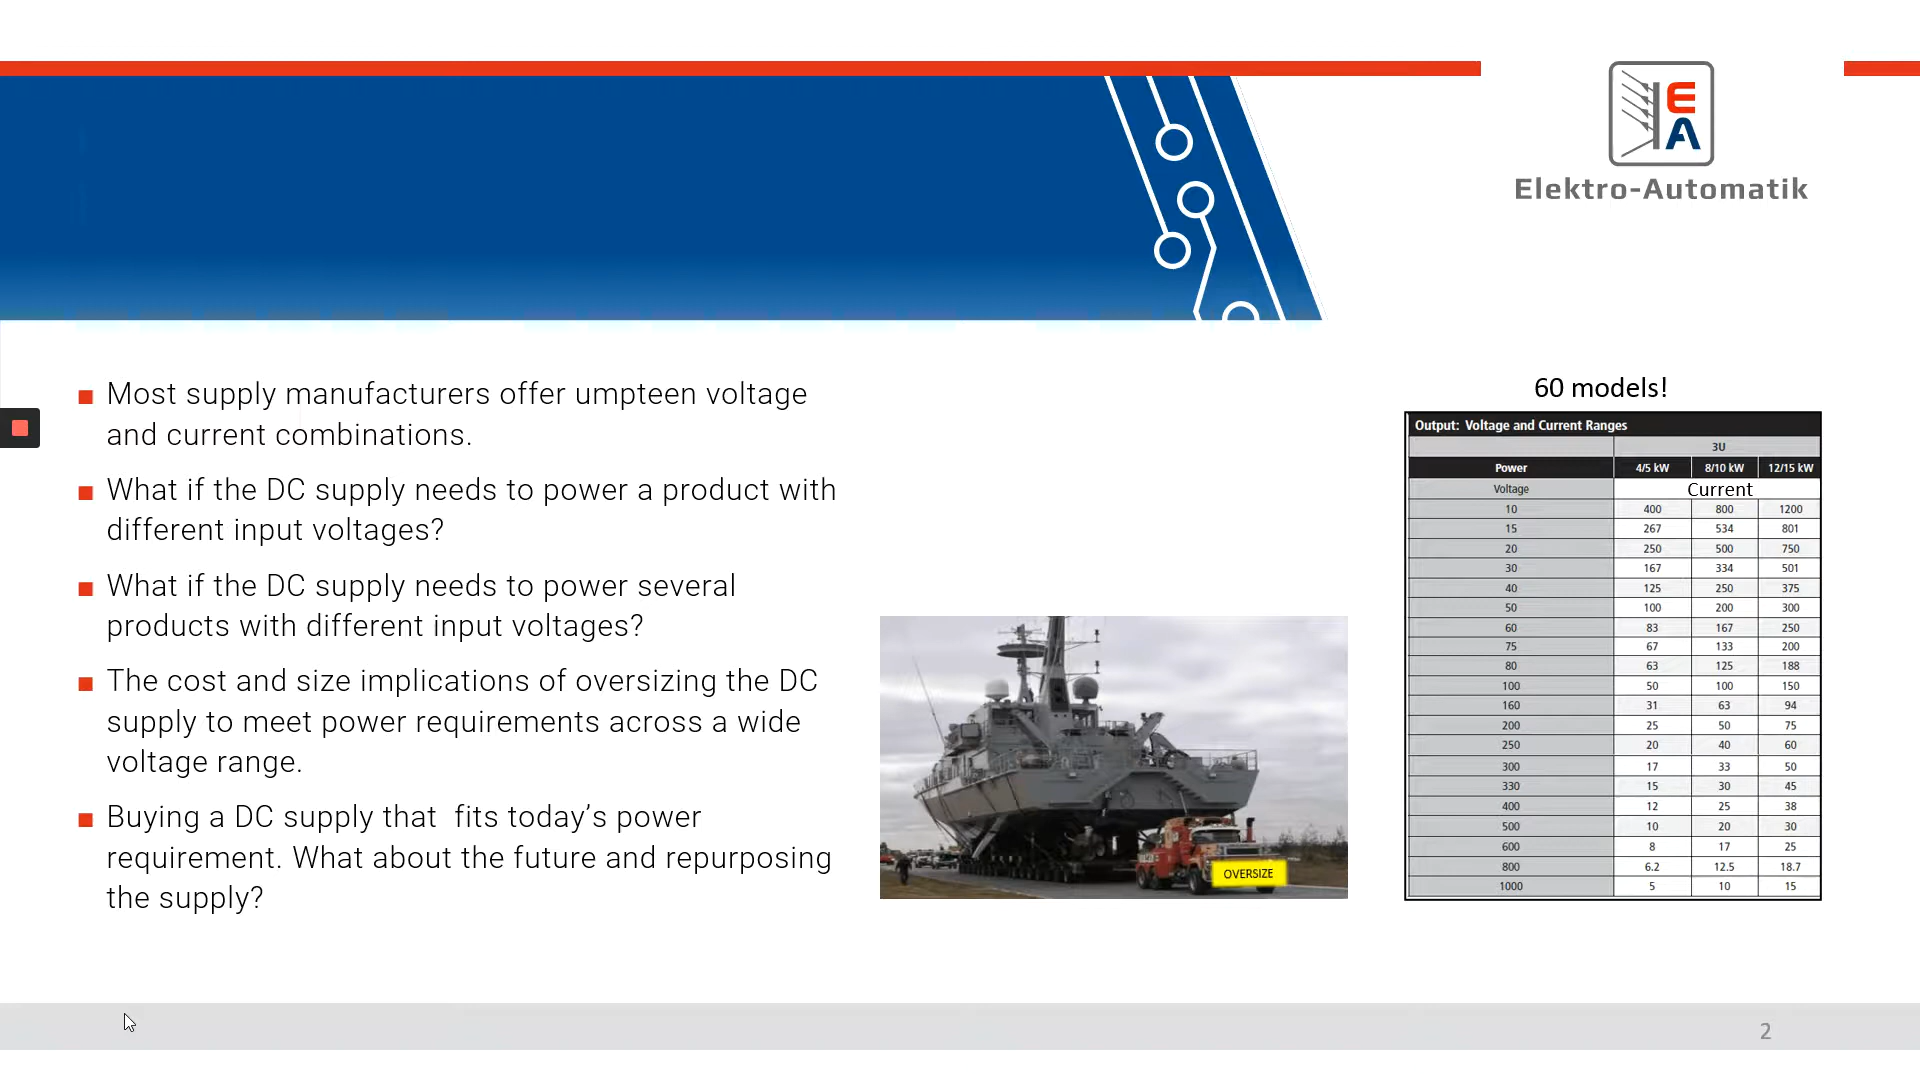 E
A
Elektro-Automatik
Most supply manufacturers offer umpteen voltage
and current combinations.
What if the DC supply needs to power a product with
different input voltages?
What if the DC supply needs to power several
products with different input voltages?
The cost and size implications of oversizing the DC
supply to meet power requirements across a wide
voltage range.
Buying a DC supply that  fits today’s power
requirement. What about the future and repurposing
the supply?
OVERSIZE
60 models!
Output: Voltage and Current Ranges
3U
Power 4/5 kW 8/10 kW 12/15 kW
Voltage Current
10 400 800 1200
15 267 534 801
20 250 500 750
30 167 334 501
40 125 250 375
50 100 200 300
60 83 167 250
75 67 133 200
80 63 125 188
100 50 100 150
160 31 63 94
200 25 50 75
250 20 40 60
300 17 33 50
330 15 30 45
400 12 25 38
500 10 20 30
600 8 17 25
800 6.2 12.5 18.7
1000 5 10 15
2